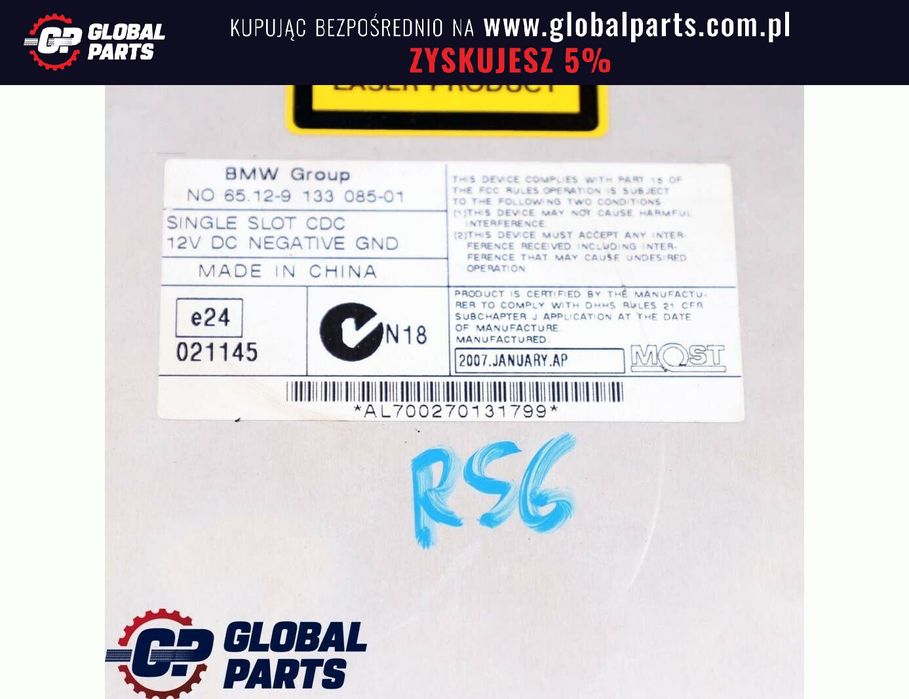 GLOBAL
PARTS
KUPUJĄC BEZPOŚREDNIO NA www.globalparts.com.pl
ZYSKUJESZ 5%
LASER PRODUCT
BMW Group
NO 65.12-9 133 085-01
SINGLE SLOT CDC
12V DC NEGATIVE GND
MADE IN CHINA
e24
021145
N18
THIS DEVICE COMPLIES WITH PART 15 OF
THE FCC RULES OPERATION IS SUBJECT
TO THE FOLLOWING TWO CONDITIONS
(1)THIS DEVICE MAY NOT CAUSE HARMFUL
INTERFERENCE.
(2)THIS DEVICE MUST ACCEPT ANY INTER-
FERENCE RECEIVED INCLUDING INTER-
FERENCE THAT MAY CAUSE UNDESIRED
OPERATION
PRODUCT IS CERTIFIED BY THE MANUFACTU-
RER TO COMPLY WITH DHHS RULES 21 CFR
SUBCHAPTER J APPLICATION AT THE DATE
OF MANUFACTURE
MANUFACTURED:
2007.JANUARY.AP
MOST
*AL700270131799*
RS6
GP GLOBAL
PARTS